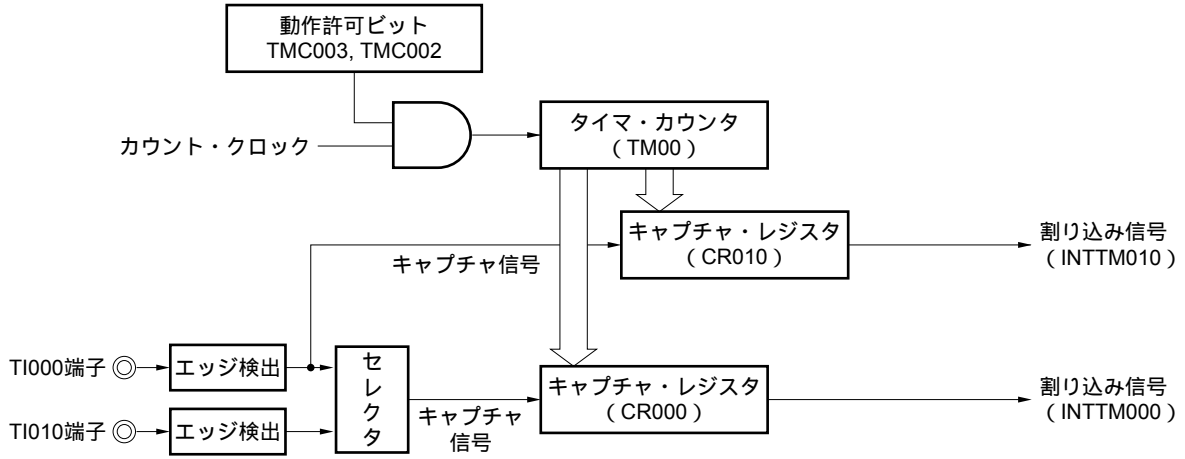 動作許可ビット
TMC003, TMC002
カウント・クロック
タイマ・カウンタ
（TM00）
キャプチャ・レジスタ
（CR010）
割り込み信号
（INTTM010）
キャプチャ信号
TI000端子
エッジ検出
セレクタ
キャプチャ・レジスタ
（CR000）
割り込み信号
（INTTM000）
キャプチャ
信号
TI010端子
エッジ検出